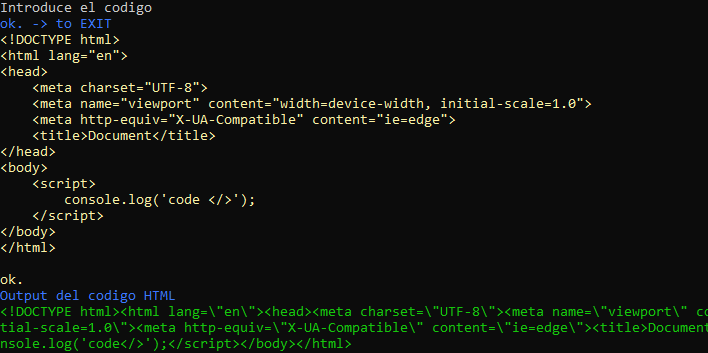 Introduce el codigo
ok. -> to EXIT
<!DOCTYPE html>
<html lang="en">
<head>
    <meta charset="UTF-8">
    <meta name="viewport" content="width=device-width, initial-scale=1.0">
    <meta http-equiv="X-UA-Compatible" content="ie=edge">
    <title>Document</title>
</head>
<body>
    <script>
        console.log('code </>');
    </script>
</body>
</html>
ok.
Output del codigo HTML
<!DOCTYPE html><html lang=\"en\"><head><meta charset=\"UTF-8\"><meta name=\"viewport\" co
tial-scale=1.0\"><meta http-equiv=\"X-UA-Compatible\" content=\"ie=edge\"><title>Document
nsole.log('code</>');</script></body></html>